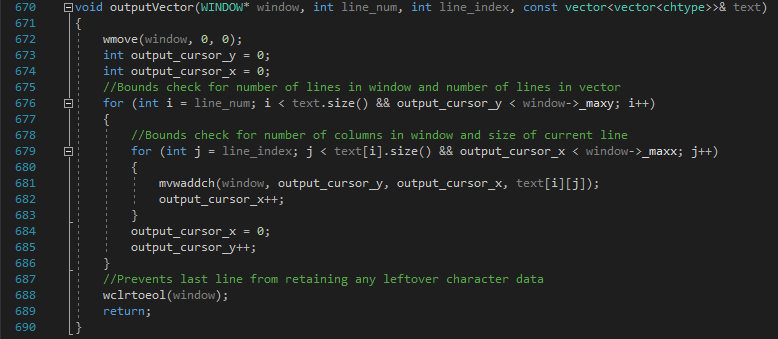 670 void outputVector(WINDOW* window, int line_num, int line_index, const vector<vector<chtype>>& text)
671 {
672     wmove(window, 0, 0);
673     int output_cursor_y = 0;
674     int output_cursor_x = 0;
675     //Bounds check for number of lines in window and number of lines in vector
676     for (int i = line_num; i < text.size() && output_cursor_y < window->_maxy; i++)
677     {
678         //Bounds check for number of columns in window and size of current line
679         for (int j = line_index; j < text[i].size() && output_cursor_x < window->_maxx; j++)
680         {
681             mvwaddch(window, output_cursor_y, output_cursor_x, text[i][j]);
682             output_cursor_x++;
683         }
684         output_cursor_x = 0;
685         output_cursor_y++;
686     }
687     //Prevents last line from retaining any leftover character data
688     wclrtoeol(window);
689     return;
690 }